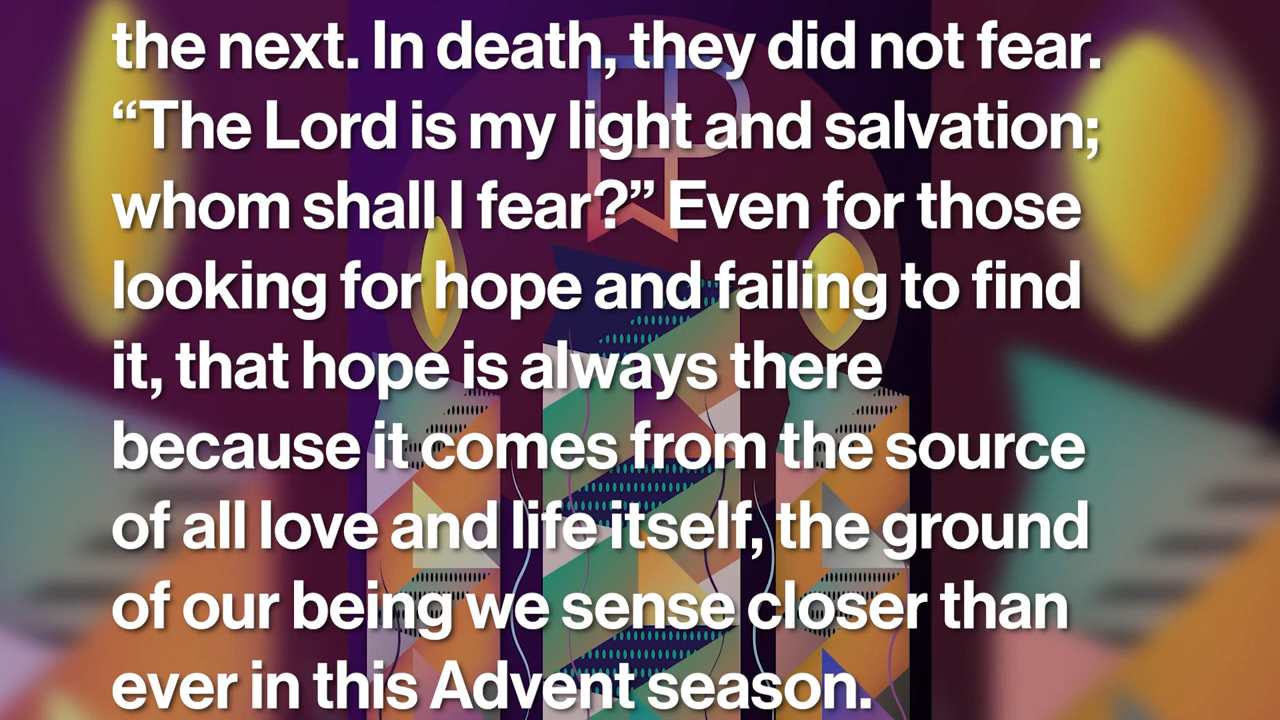 the next. In death, they did not fear.
“The Lord is my light and salvation;
whom shall I fear?” Even for those
looking for hope and failing to find
it, that hope is always there
because it comes from the source
of all love and life itself, the ground
of our being we sense closer than
ever in this Advent season.